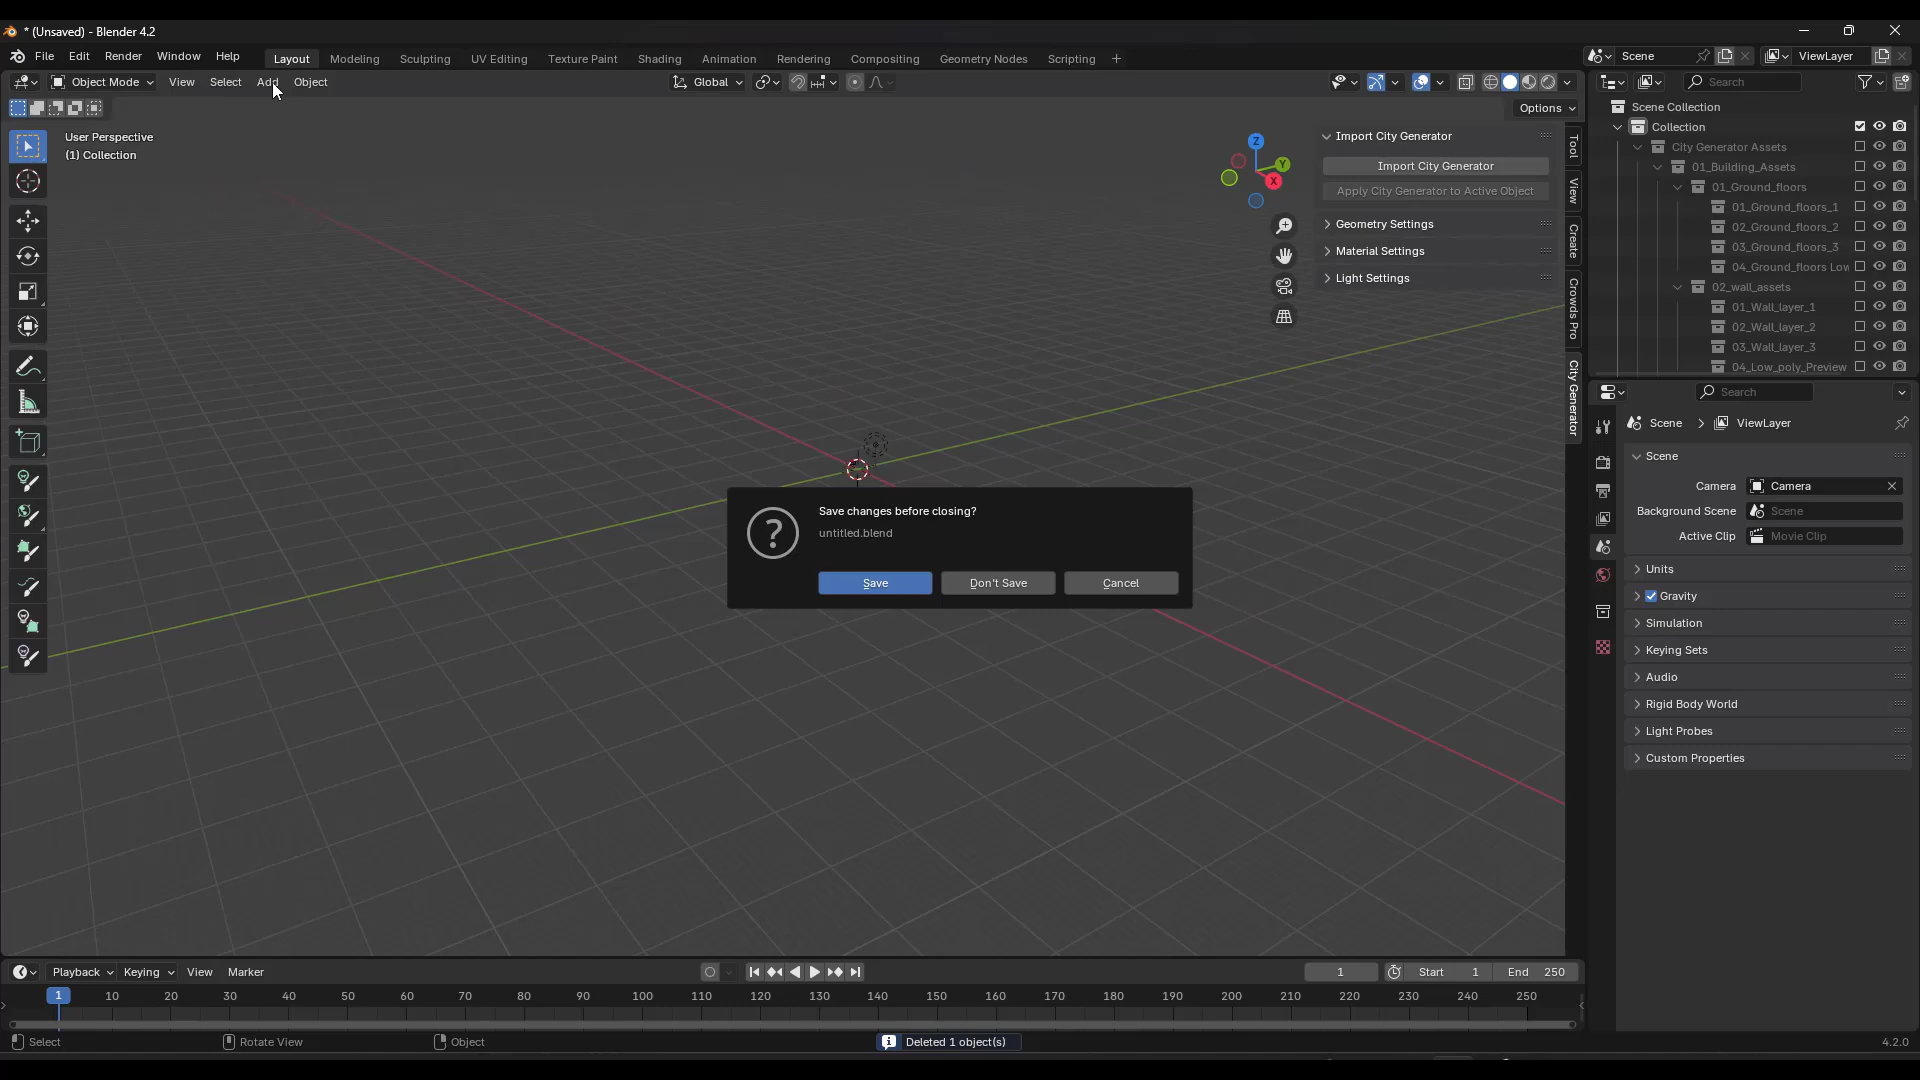 * (Unsaved) - Blender 4.2
File Edit Render Window Help Layout Modeling Sculpting UV Editing Texture Paint Shading Animation Rendering Compositing Geometry Nodes Scripting + Scene ViewLayer
Object Mode View Select Add Object Global Search
Options
User Perspective
(1) Collection
Z
Y
X
Import City Generator
Import City Generator
Apply City Generator to Active Object
Geometry Settings
Material Settings
Light Settings
Tool
View
Create
Crowds Pro
City Generator
Scene Collection
Collection
City Generator Assets
01_Building_Assets
01_Ground_floors
01_Ground_floors_1
02_Ground_floors_2
03_Ground_floors_3
04_Ground_floors Low
02_wall_assets
01_Wall_layer_1
02_Wall_layer_2
03_Wall_layer_3
04_Low_poly_Preview
Search
Scene > ViewLayer
Scene
Camera Camera
Background Scene Scene
Active Clip Movie Clip
Units
Gravity
Simulation
Keying Sets
Audio
Rigid Body World
Light Probes
Custom Properties
?
Save changes before closing?
untitled.blend
Save Don't Save Cancel
Playback Keying View Marker 1 Start 1 End 250
1 10 20 30 40 50 60 70 80 90 100 110 120 130 140 150 160 170 180 190 200 210 220 230 240 250
Select Rotate View Object Deleted 1 object(s) 4.2.0